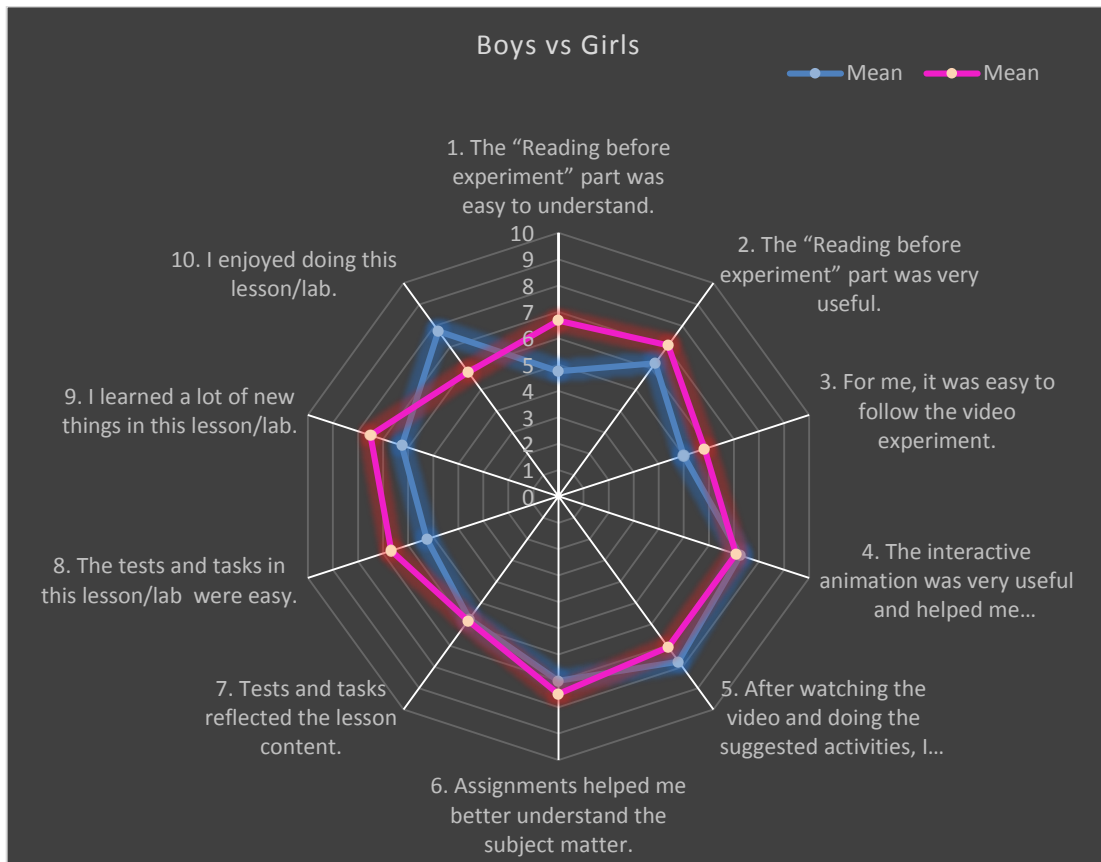 Boys vs Girls
Mean
Mean
1. The “Reading before
experiment” part was
easy to understand.
2. The “Reading before
experiment” part was very
useful.
3. For me, it was easy to
follow the video
experiment.
4. The interactive
animation was very useful
and helped me…
5. After watching the
video and doing the
suggested activities, I…
6. Assignments helped me
better understand the
subject matter.
7. Tests and tasks
reflected the lesson
content.
8. The tests and tasks in
this lesson/lab were easy.
9. I learned a lot of new
things in this lesson/lab.
10. I enjoyed doing this
lesson/lab.
10
9
8
7
6
5
4
3
2
1
0